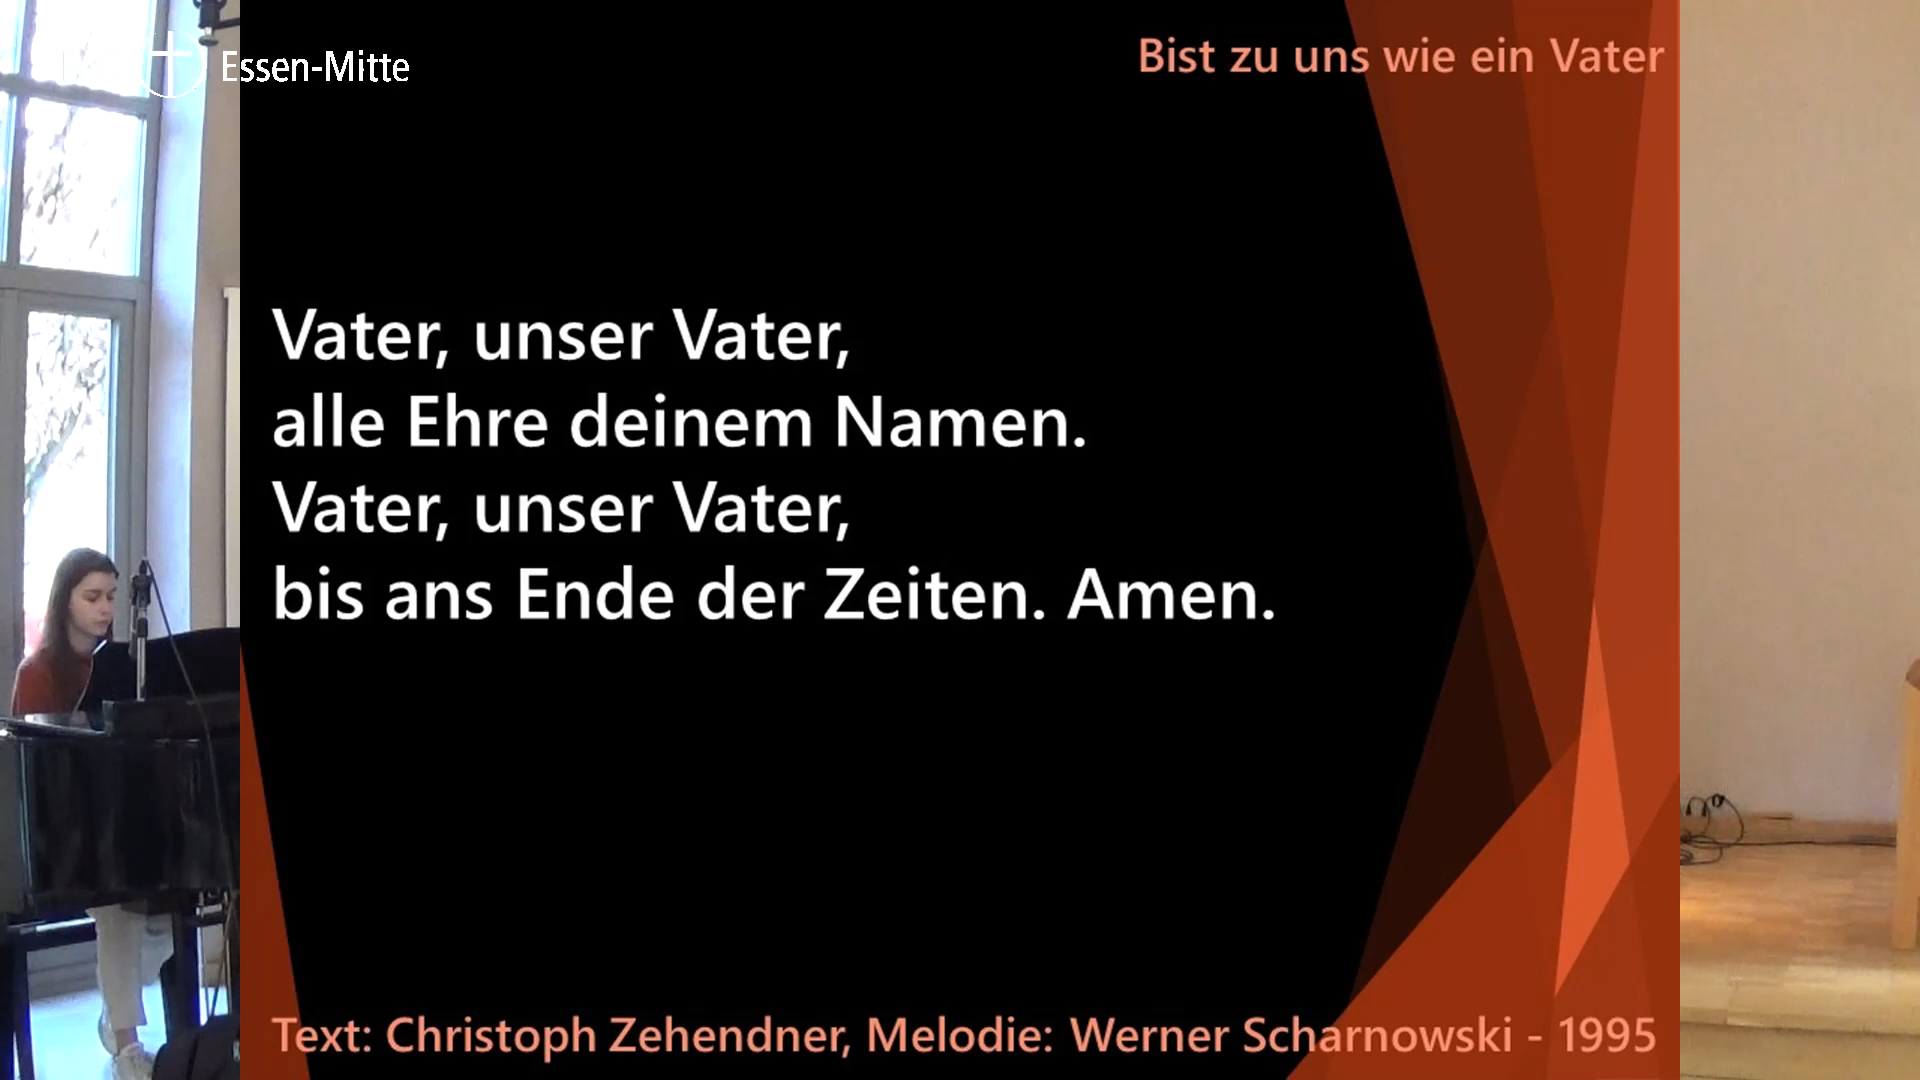 Essen-Mitte
Bist zu uns wie ein Vater
Vater, unser Vater,
alle Ehre deinem Namen.
Vater, unser Vater,
bis ans Ende der Zeiten. Amen.
Text: Christoph Zehendner, Melodie: Werner Scharnowski - 1995